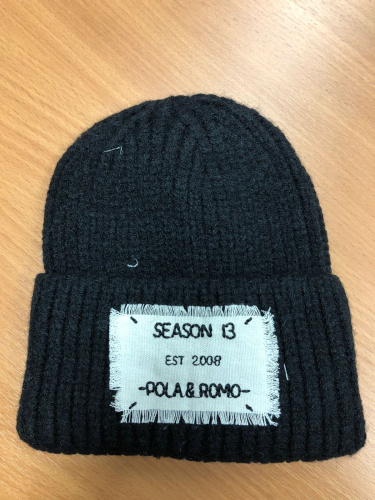 SEASON 13
EST 2008
-POLA & ROMO-